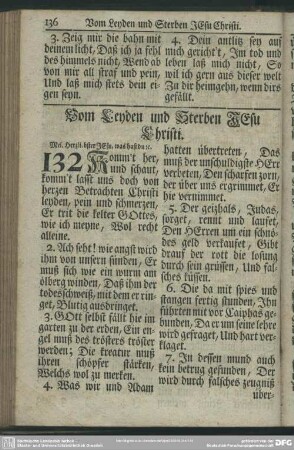 136 Vom Leyden und Sterben JEsu Christi.
3. Zeig mir die bahn mit
deinem licht, Daß ich ja fehl
des himmels nicht, Wend ab
von mir all straf und pein,
Und laß mich stets dein ei-
gen seyn.
4. Dein antlitz sey auf
mich gericht't, Im tod und
leben laß mich nicht, So
wil ich gern aus dieser welt
Zu dir heimgehn, wenn dirs
gefällt.
Vom Leyden und Sterben JEsu
Christi.
Mel. Hertzliebster JEsu, was hast du ꝛc.
132 Komm't her,
und schaut,
komm't lasst uns doch von
herzen Betrachten Christi
leyden, pein und schmerzen,
Er trit die kelter GOttes,
wie ich meyne, Wol recht
alleine.
2. Ach seht! wie angst wird
ihm von unsern sünden, Er
muß sich wie ein wurm am
ölberg winden, Daß ihm der
todesschweiß, mit dem er rin-
get, Blutig ausdringet.
3. GOtt selbst fällt hie im
garten zu der erden, Ein en-
gel muß des trösters tröster
werden; Die kreatur muß
ihren schöpfer stärken,
Welchs wol zu merken.
4. Was wir und Adam
hatten übertreten, Das
muß der unschuldigste HErr
verbeten, Den scharfen zorn,
der über uns ergrimmet, Er
hie vernimmet.
5. Der geizhals, Judas,
sorget, rennt und laufet,
Den HErren um ein schnö-
des geld verkaufet, Gibt
drauf der rott die losung
durch sein grüssen, Und fal-
sches küssen.
6. Die da mit spies und
stangen fertig stunden, Ihn
führten mit vor Caiphas ge-
bunden, Da er um seine lehre
wird gefraget, Und hart ver-
klaget.
7. In dessen mund auch
kein betrug gefunden, Der
wird durch falsches zeugniß
über-